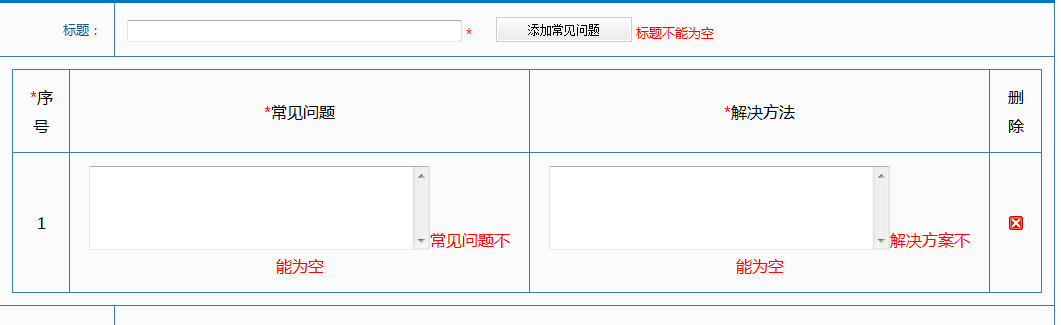 标题：
*
添加常见问题
标题不能为空
*序
号
*常见问题
*解决方法
删
除
1
常见问题不
能为空
解决方案不
能为空